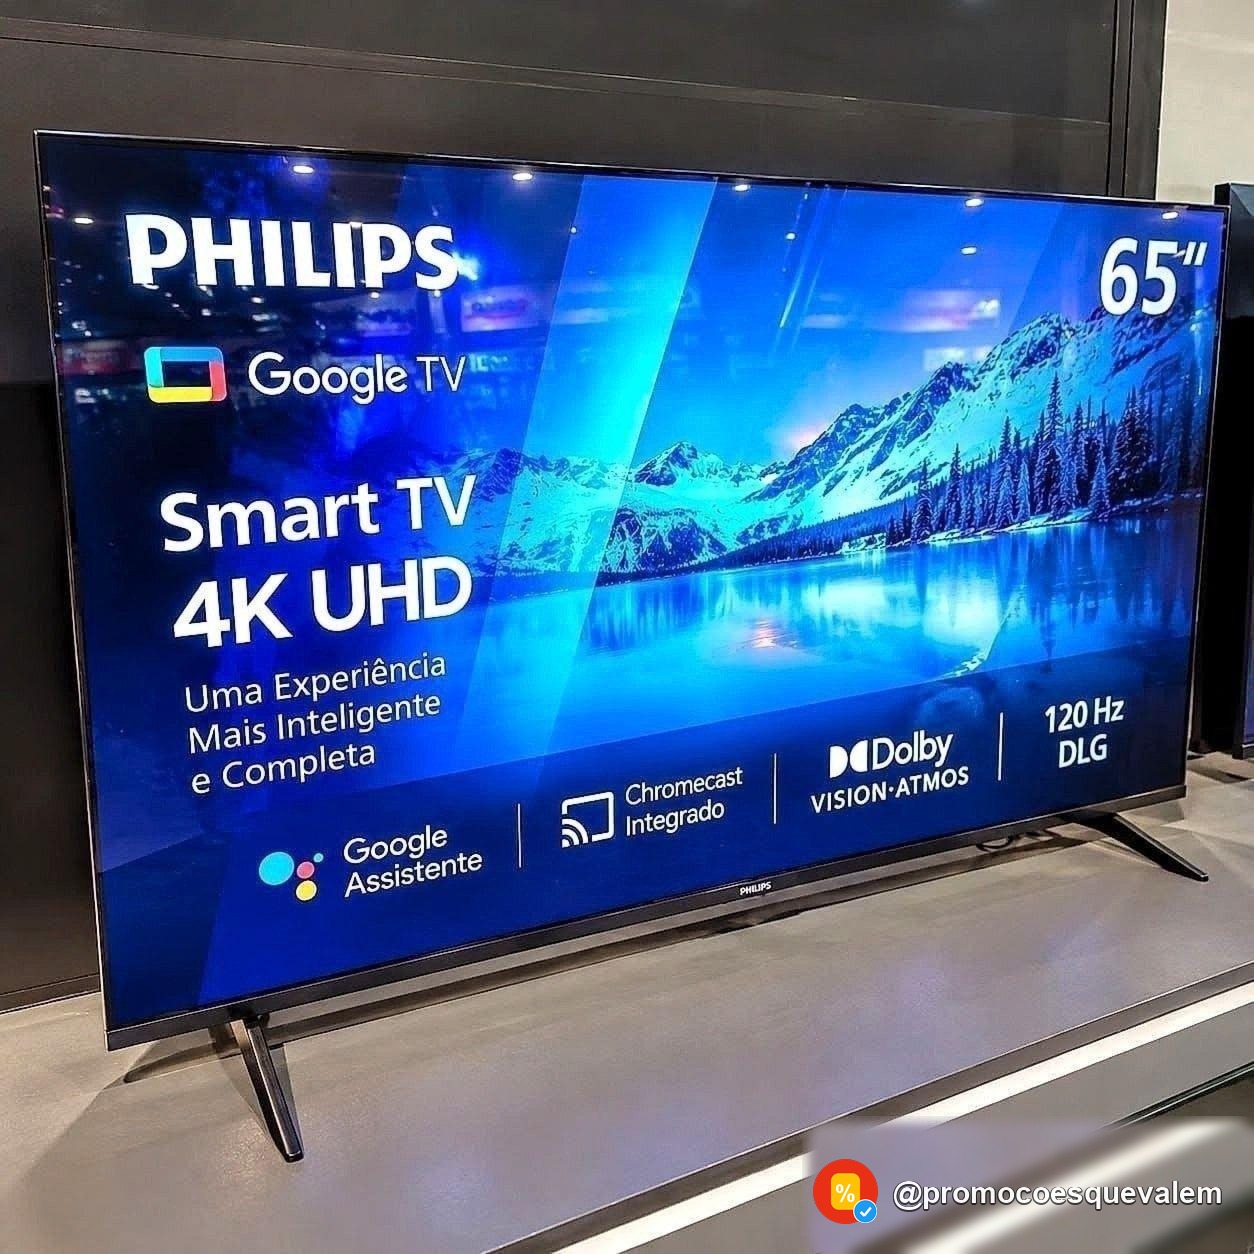 PHILIPS
65"
Google TV
Smart TV
4K UHD
Uma Experiência
Mais Inteligente
e Completa
Google
Assistente
Chromecast
Integrado
Dolby
VISION·ATMOS
120 Hz
DLG
PHILIPS
%
@promocoesquevalem